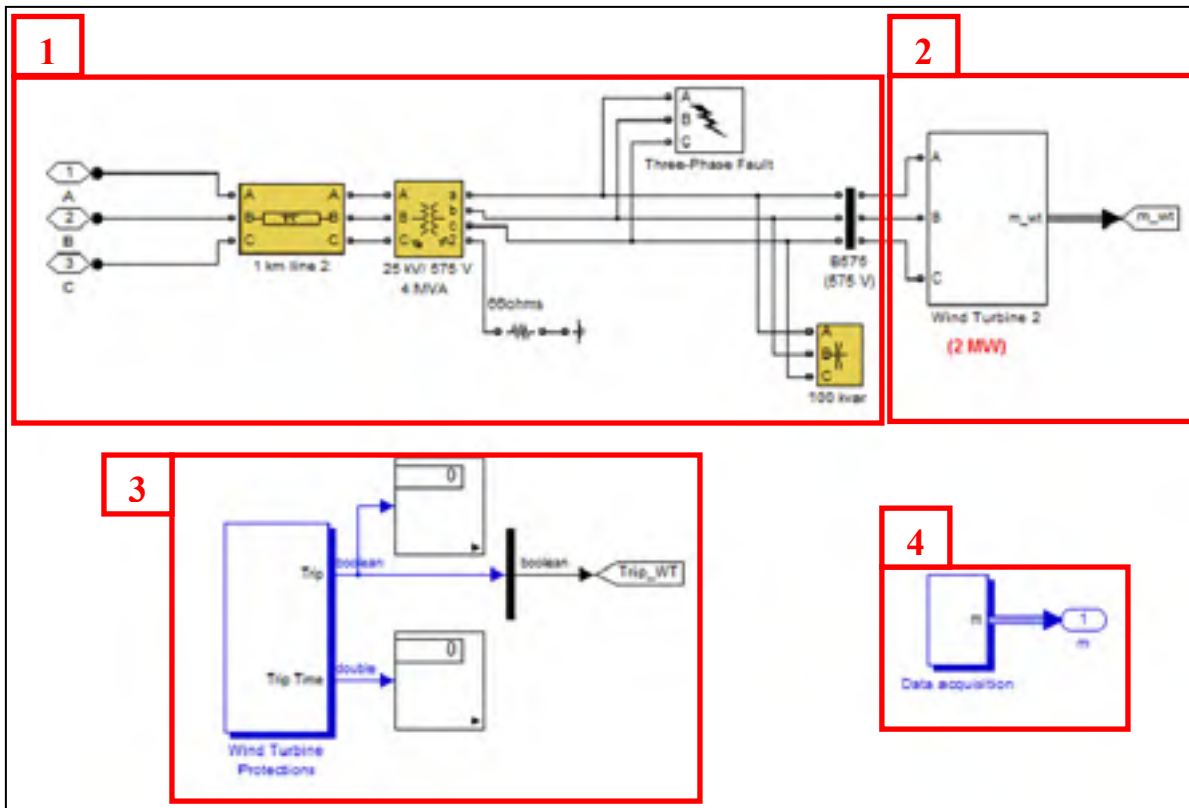 1
2
A
B
C
Three-Phase Fault
1
A
2
B
3
C
A
B
C
A
B
C
1 km line 2
A
B
C
a
b
c
25 kV/ 575 V
4 MVA
66ohms
B575
(575 V)
A
B
C
100 kvar
A
B
C
m_wt
Wind Turbine 2
(2 MW)
m_wt
3
0
Trip
boolean
boolean
Trip_WT
0
Trip Time
double
Wind Turbine
Protections
4
m
1
m
Data acquisition